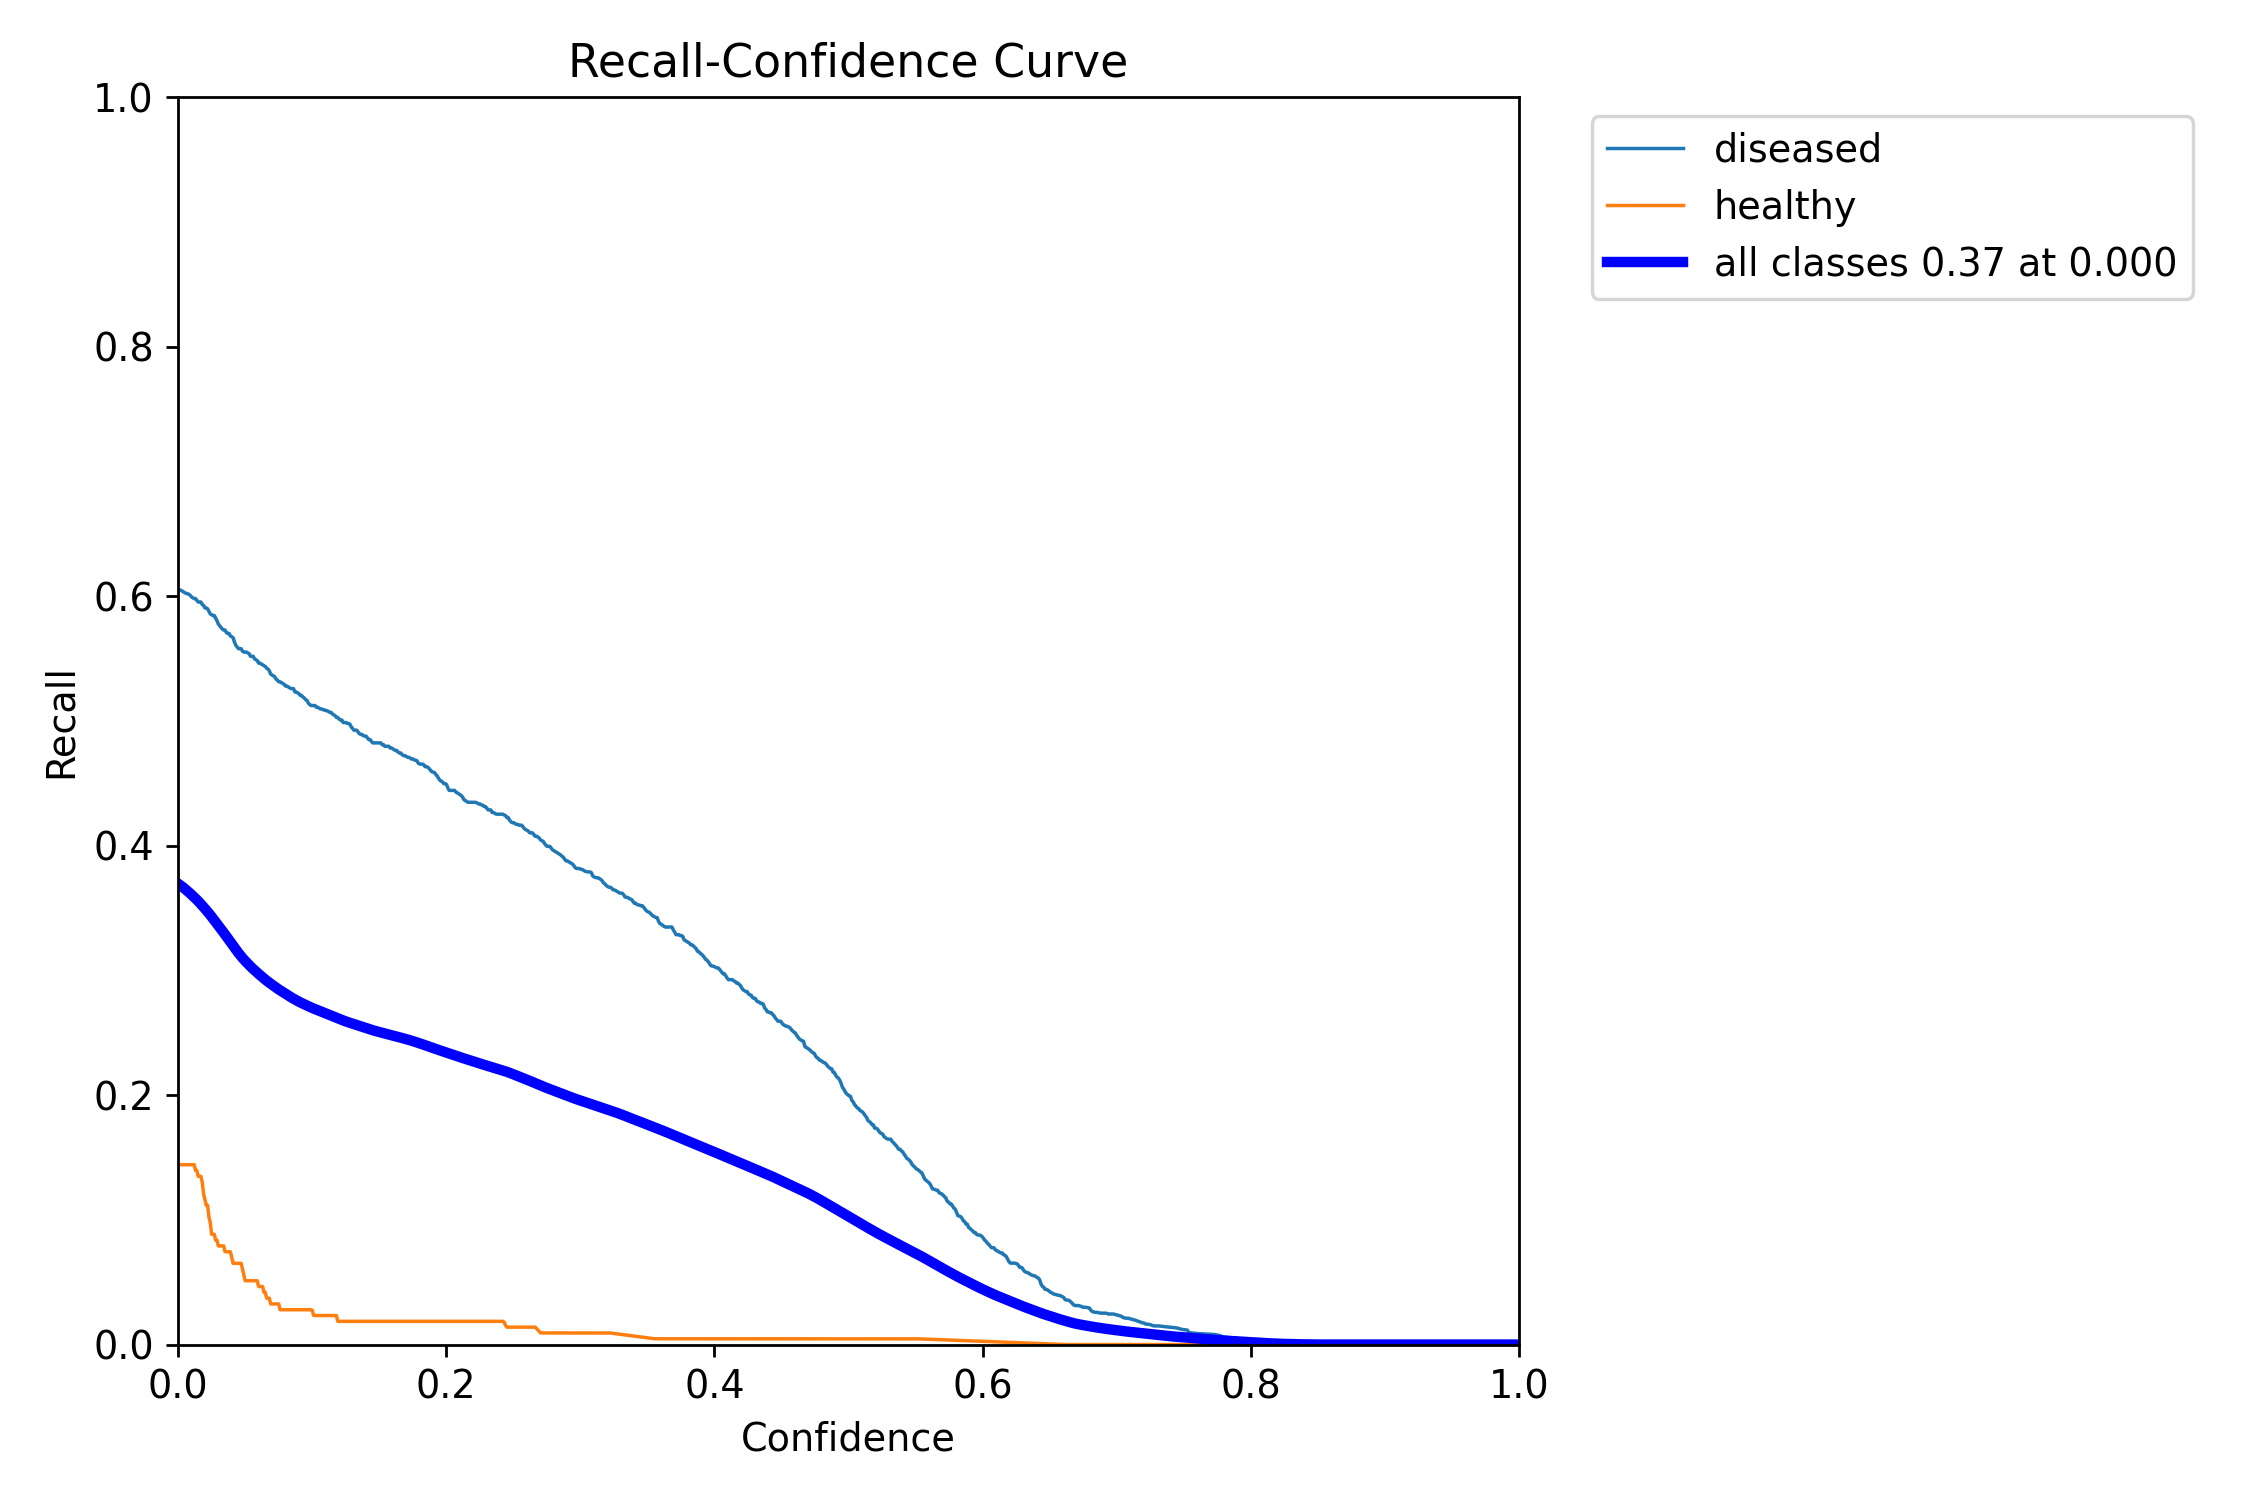 Recall-Confidence Curve
1.0
0.8
0.6
0.4
0.2
0.0
Recall
0.0 0.2 0.4 0.6 0.8 1.0
Confidence
diseased
healthy
all classes 0.37 at 0.000